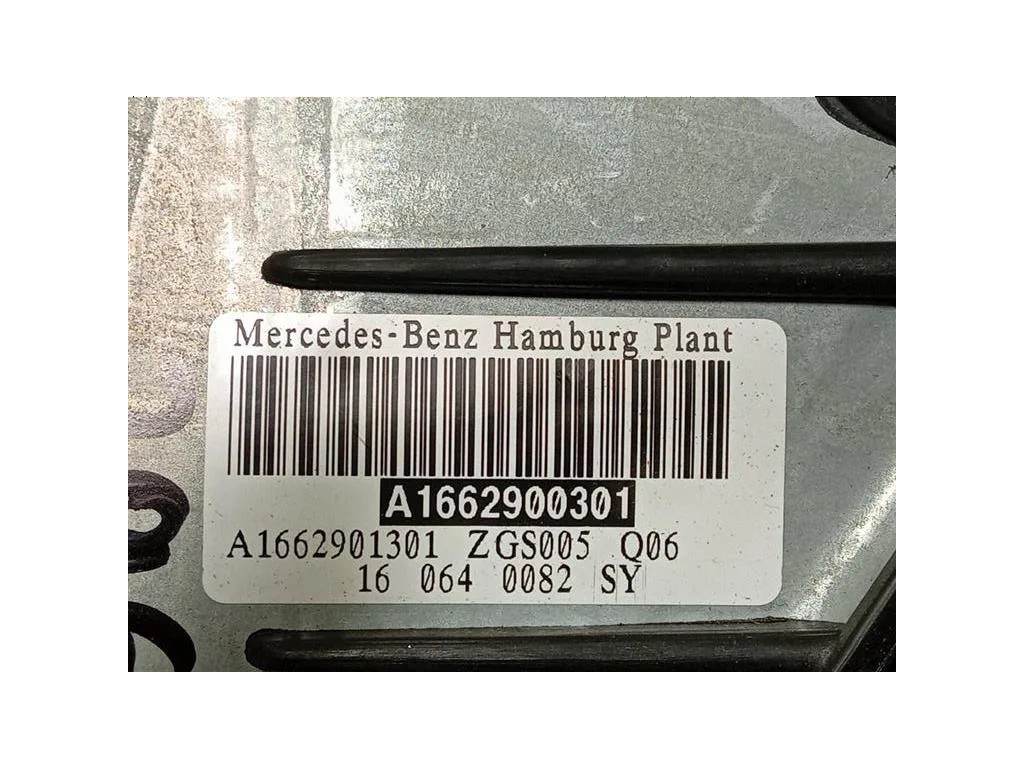 Mercedes-Benz Hamburg Plant
A1662900301
A1662901301 ZGS005 Q06
16 064 0082 SY